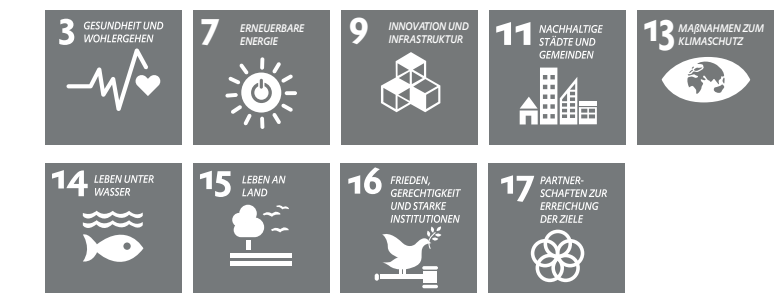 3 GESUNDHEIT UND
WOHLERGEHEN
7 ERNEUERBARE
ENERGIE
9 INNOVATION UND
INFRASTRUKTUR
11 NACHHALTIGE
STÄDTE UND
GEMEINDEN
13 MAßNAHMEN ZUM
KLIMASCHUTZ
14 LEBEN UNTER
WASSER
15 LEBEN AN
LAND
16 FRIEDEN,
GERECHTIGKEIT
UND STARKE
INSTITUTIONEN
17 PARTNER-
SCHAFTEN ZUR
ERREICHUNG
DER ZIELE